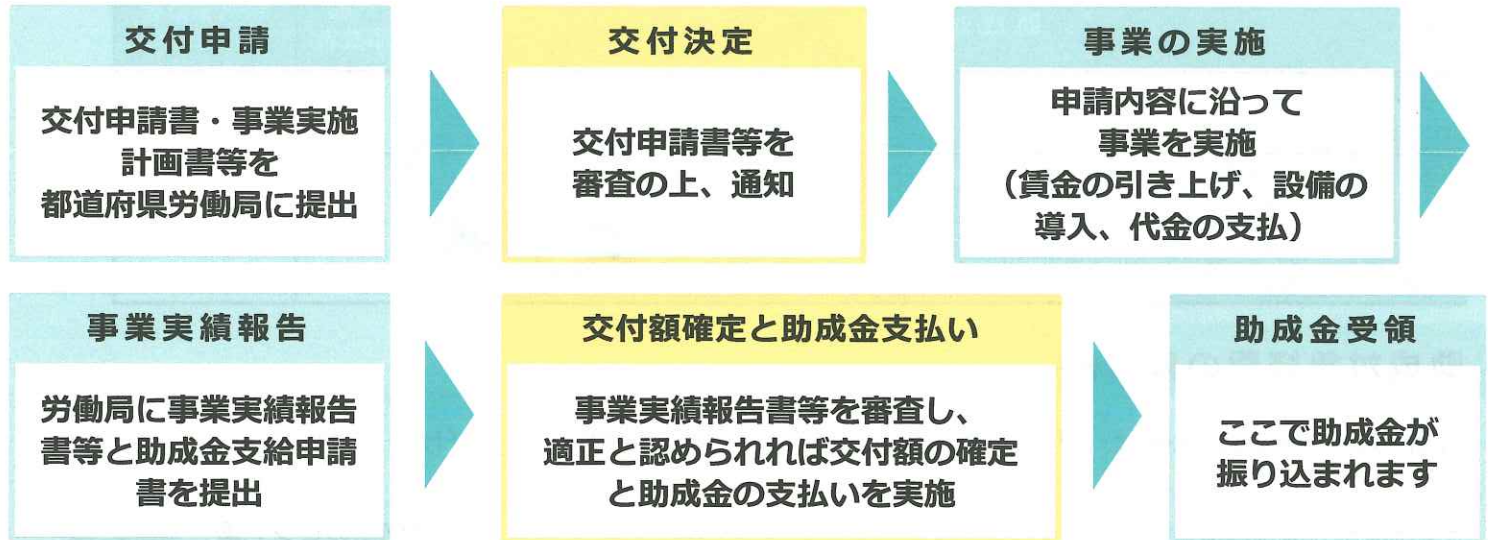 交付申請
交付申請書・事業実施
計画書等を
都道府県労働局に提出
交付決定
交付申請書等を
審査の上、通知
事業の実施
申請内容に沿って
事業を実施
（賃金の引き上げ、設備の
導入、代金の支払）
事業実績報告
労働局に事業実績報告
書等と助成金支給申請
書を提出
交付額確定と助成金支払い
事業実績報告書等を審査し、
適正と認められれば交付額の確定
と助成金の支払いを実施
助成金受領
ここで助成金が
振り込まれます